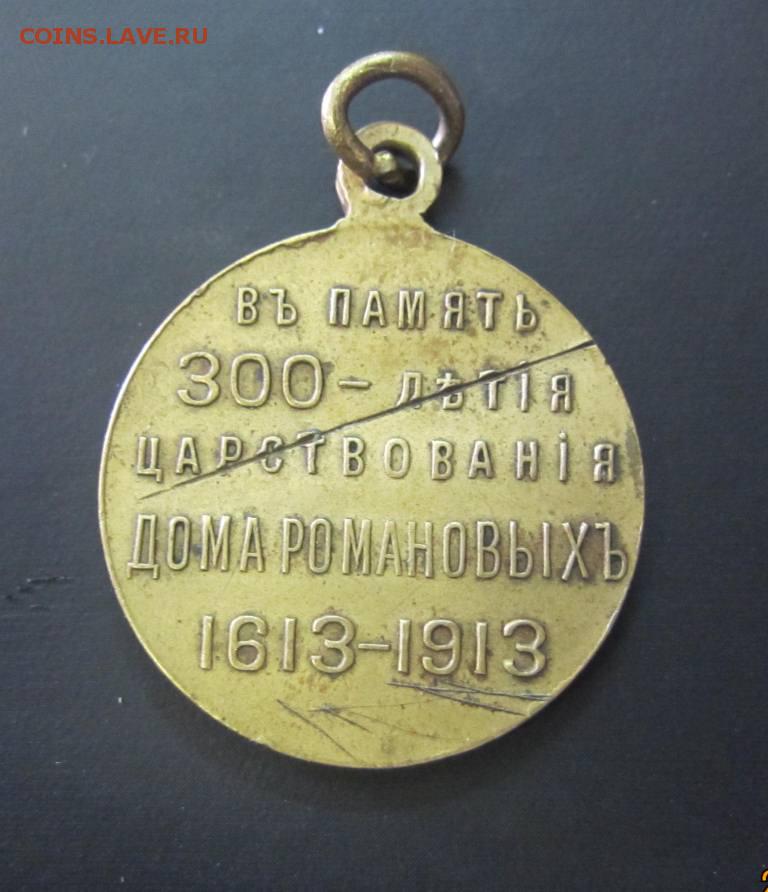 COINS.LAVE.RU
ВЪ ПАМЯТЬ
300-ЛѢТІЯ
ЦАРСТВОВАНІЯ
ДОМА РОМАНОВЫХЪ
1613-1913